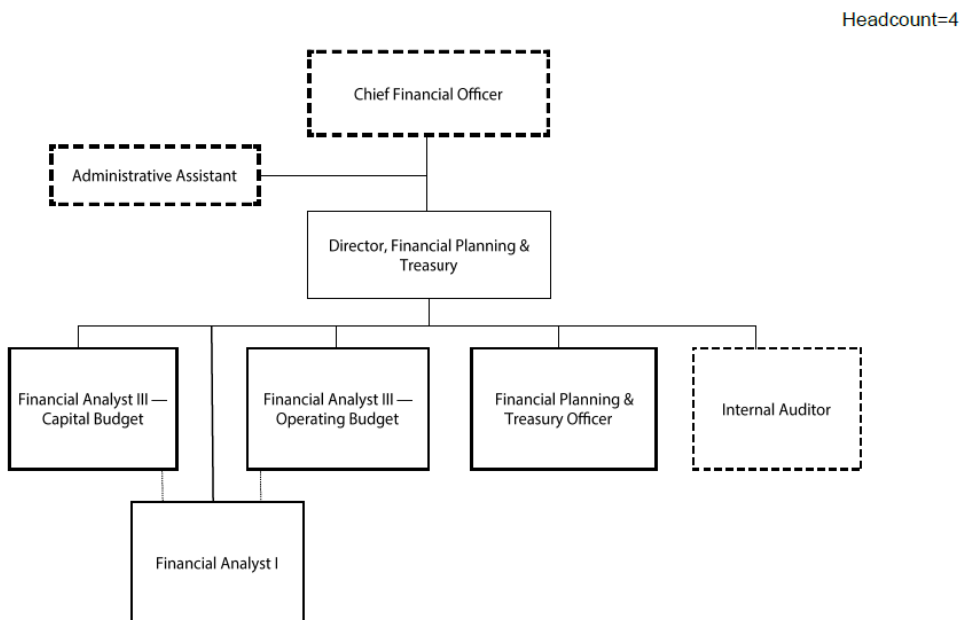 Headcount=4
Chief Financial Officer
Administrative Assistant
Director, Financial Planning &
Treasury
Financial Analyst III —
Capital Budget
Financial Analyst III —
Operating Budget
Financial Planning &
Treasury Officer
Internal Auditor
Financial Analyst I